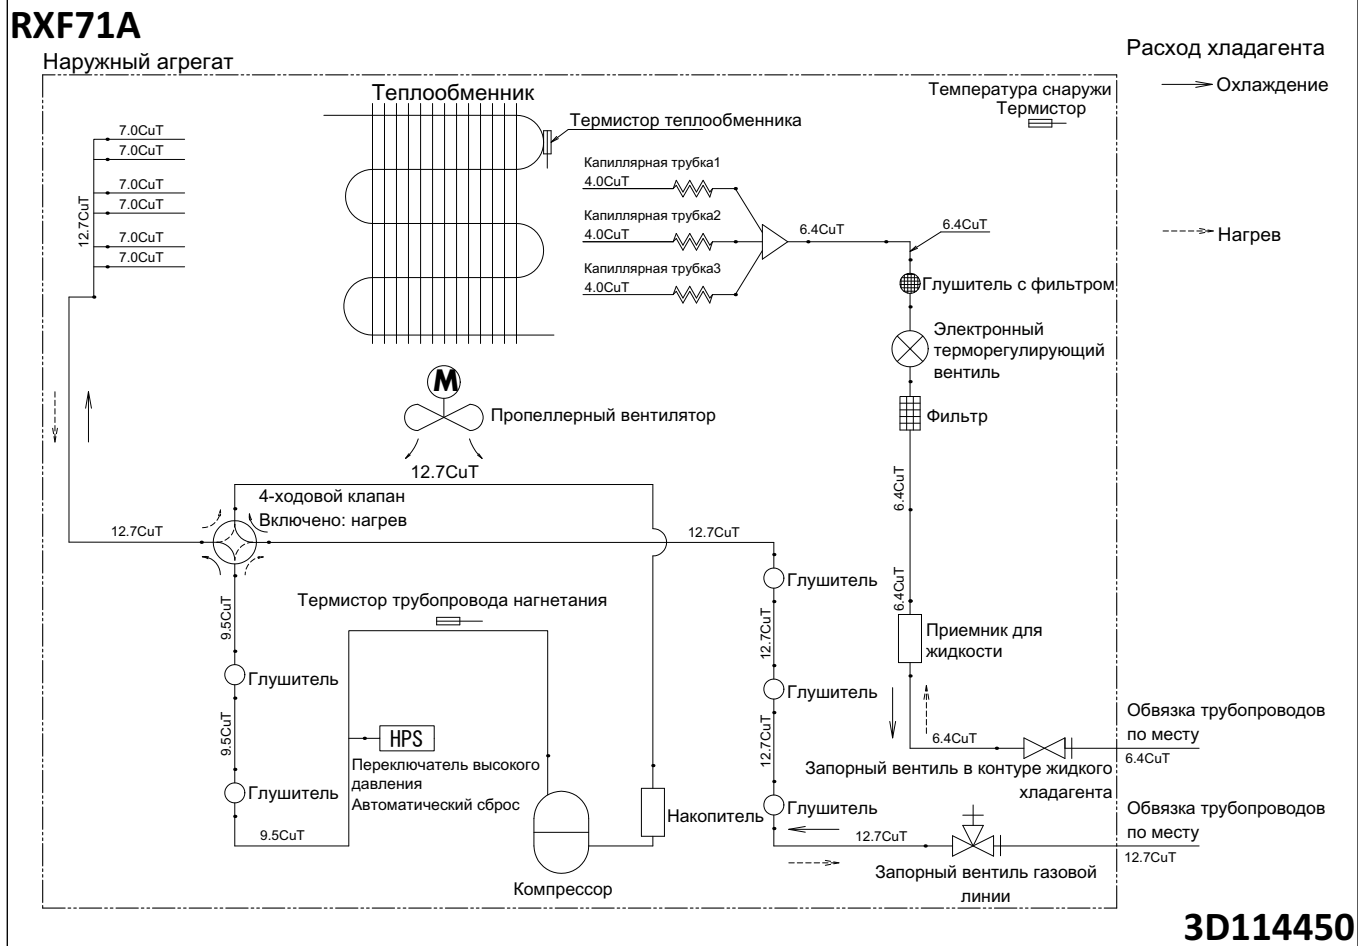 RXF71A
Наружный агрегат
Расход хладагента
Охлаждение
Нагрев
Теплообменник
Термистор теплообменника
Температура снаружи
Термистор
7.0CuT
7.0CuT
7.0CuT
7.0CuT
7.0CuT
7.0CuT
12.7CuT
Капиллярная трубка1
4.0CuT
Капиллярная трубка2
4.0CuT
Капиллярная трубка3
4.0CuT
6.4CuT
6.4CuT
Глушитель с фильтром
Электронный
терморегулирующий
вентиль
Фильтр
M
Пропеллерный вентилятор
12.7CuT
4-ходовой клапан
Включено: нагрев
12.7CuT
12.7CuT
6.4CuT
6.4CuT
Глушитель
Термистор трубопровода нагнетания
9.5CuT
12.7CuT
Приемник для
жидкости
Глушитель
Глушитель
9.5CuT
12.7CuT
HPS
Переключатель высокого
давления
Автоматический сброс
6.4CuT
Обвязка трубопроводов
по месту
6.4CuT
Запорный вентиль в контуре жидкого
хладагента
Глушитель
Глушитель
Накопитель
9.5CuT
12.7CuT
Обвязка трубопроводов
по месту
12.7CuT
Компрессор
Запорный вентиль газовой
линии
3D114450